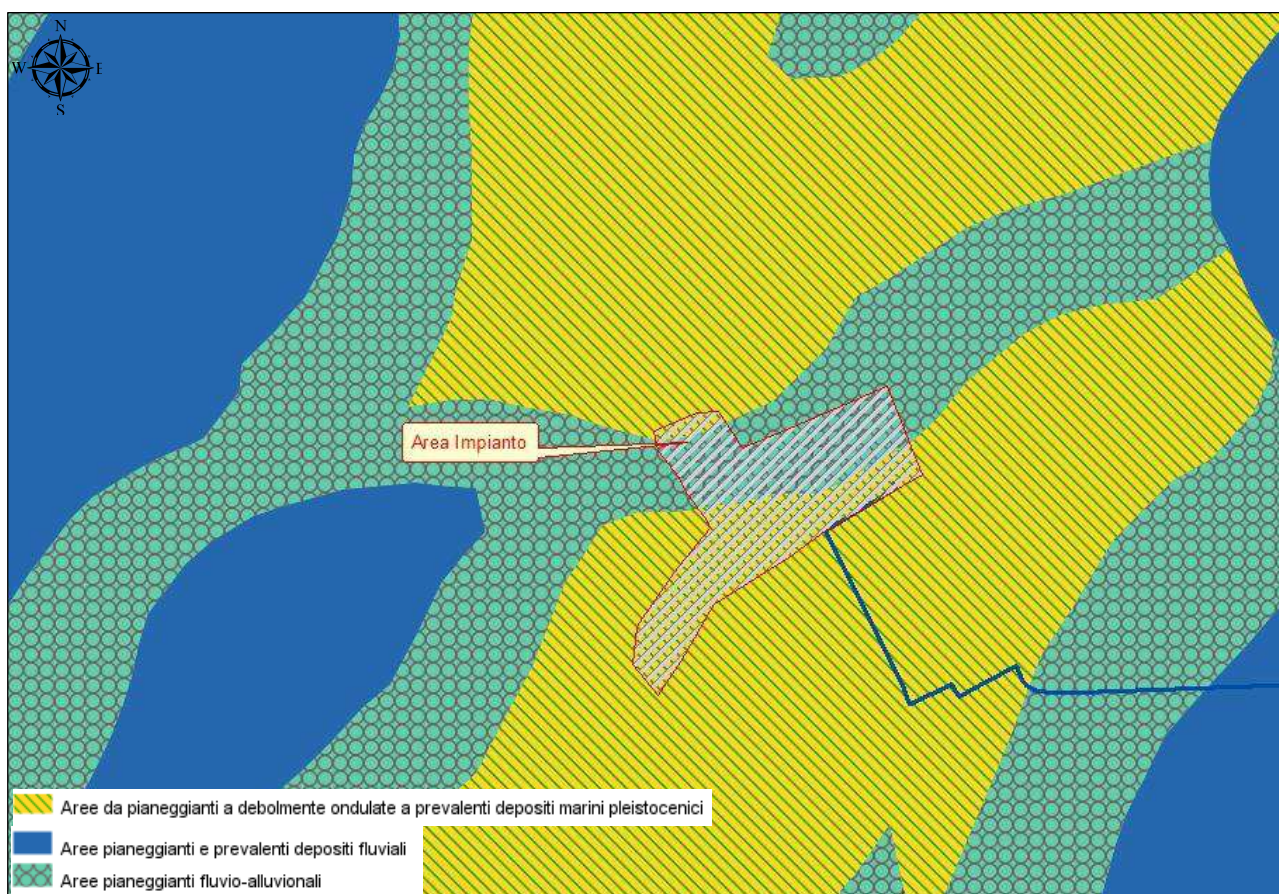 N
W E
S
Area Impianto
Aree da pianeggianti a debolmente ondulate a prevalenti depositi marini pleistocenici
Aree pianeggianti e prevalenti depositi fluviali
Aree pianeggianti fluvio-alluvionali